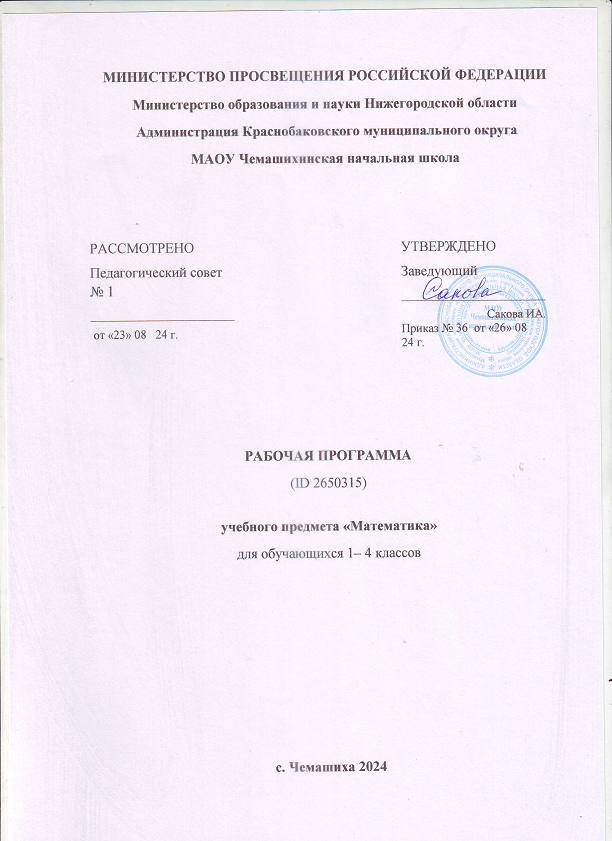 МИНИСТЕРСТВО ПРОСВЕЩЕНИЯ РОССИЙСКОЙ ФЕДЕРАЦИИ
Министерство образования и науки Нижегородской области
Администрация Краснобаковского муниципального округа
МАОУ Чемашихинская начальная школа
РАССМОТРЕНО
Педагогический совет
№ 1
от «23» 08 24 г.
УТВЕРЖДЕНО
Заведующий
Сакова
Сакова ИА.
Приказ № 36 от «26» 08
24 г.
МАОУ
РАБОЧАЯ ПРОГРАММА
(ID 2650315)
учебного предмета «Математика»
для обучающихся 1– 4 классов
с. Чемашиха 2024